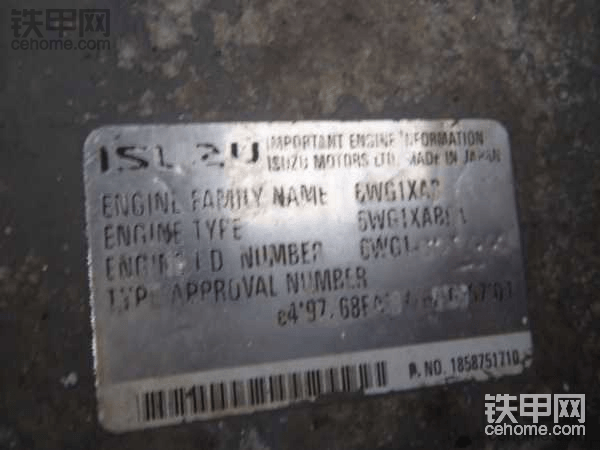 铁甲网
cehome.com
ISUZU IMPORTANT ENGINE INFORMATION
ISUZU MOTORS LTD. MADE IN JAPAN
ENGINE FAMILY NAME
ENGINE TYPE
ENGINE I.D NUMBER
TYPE APPROVAL NUMBER
P. NO. 1858751710
铁甲网
cehome.com